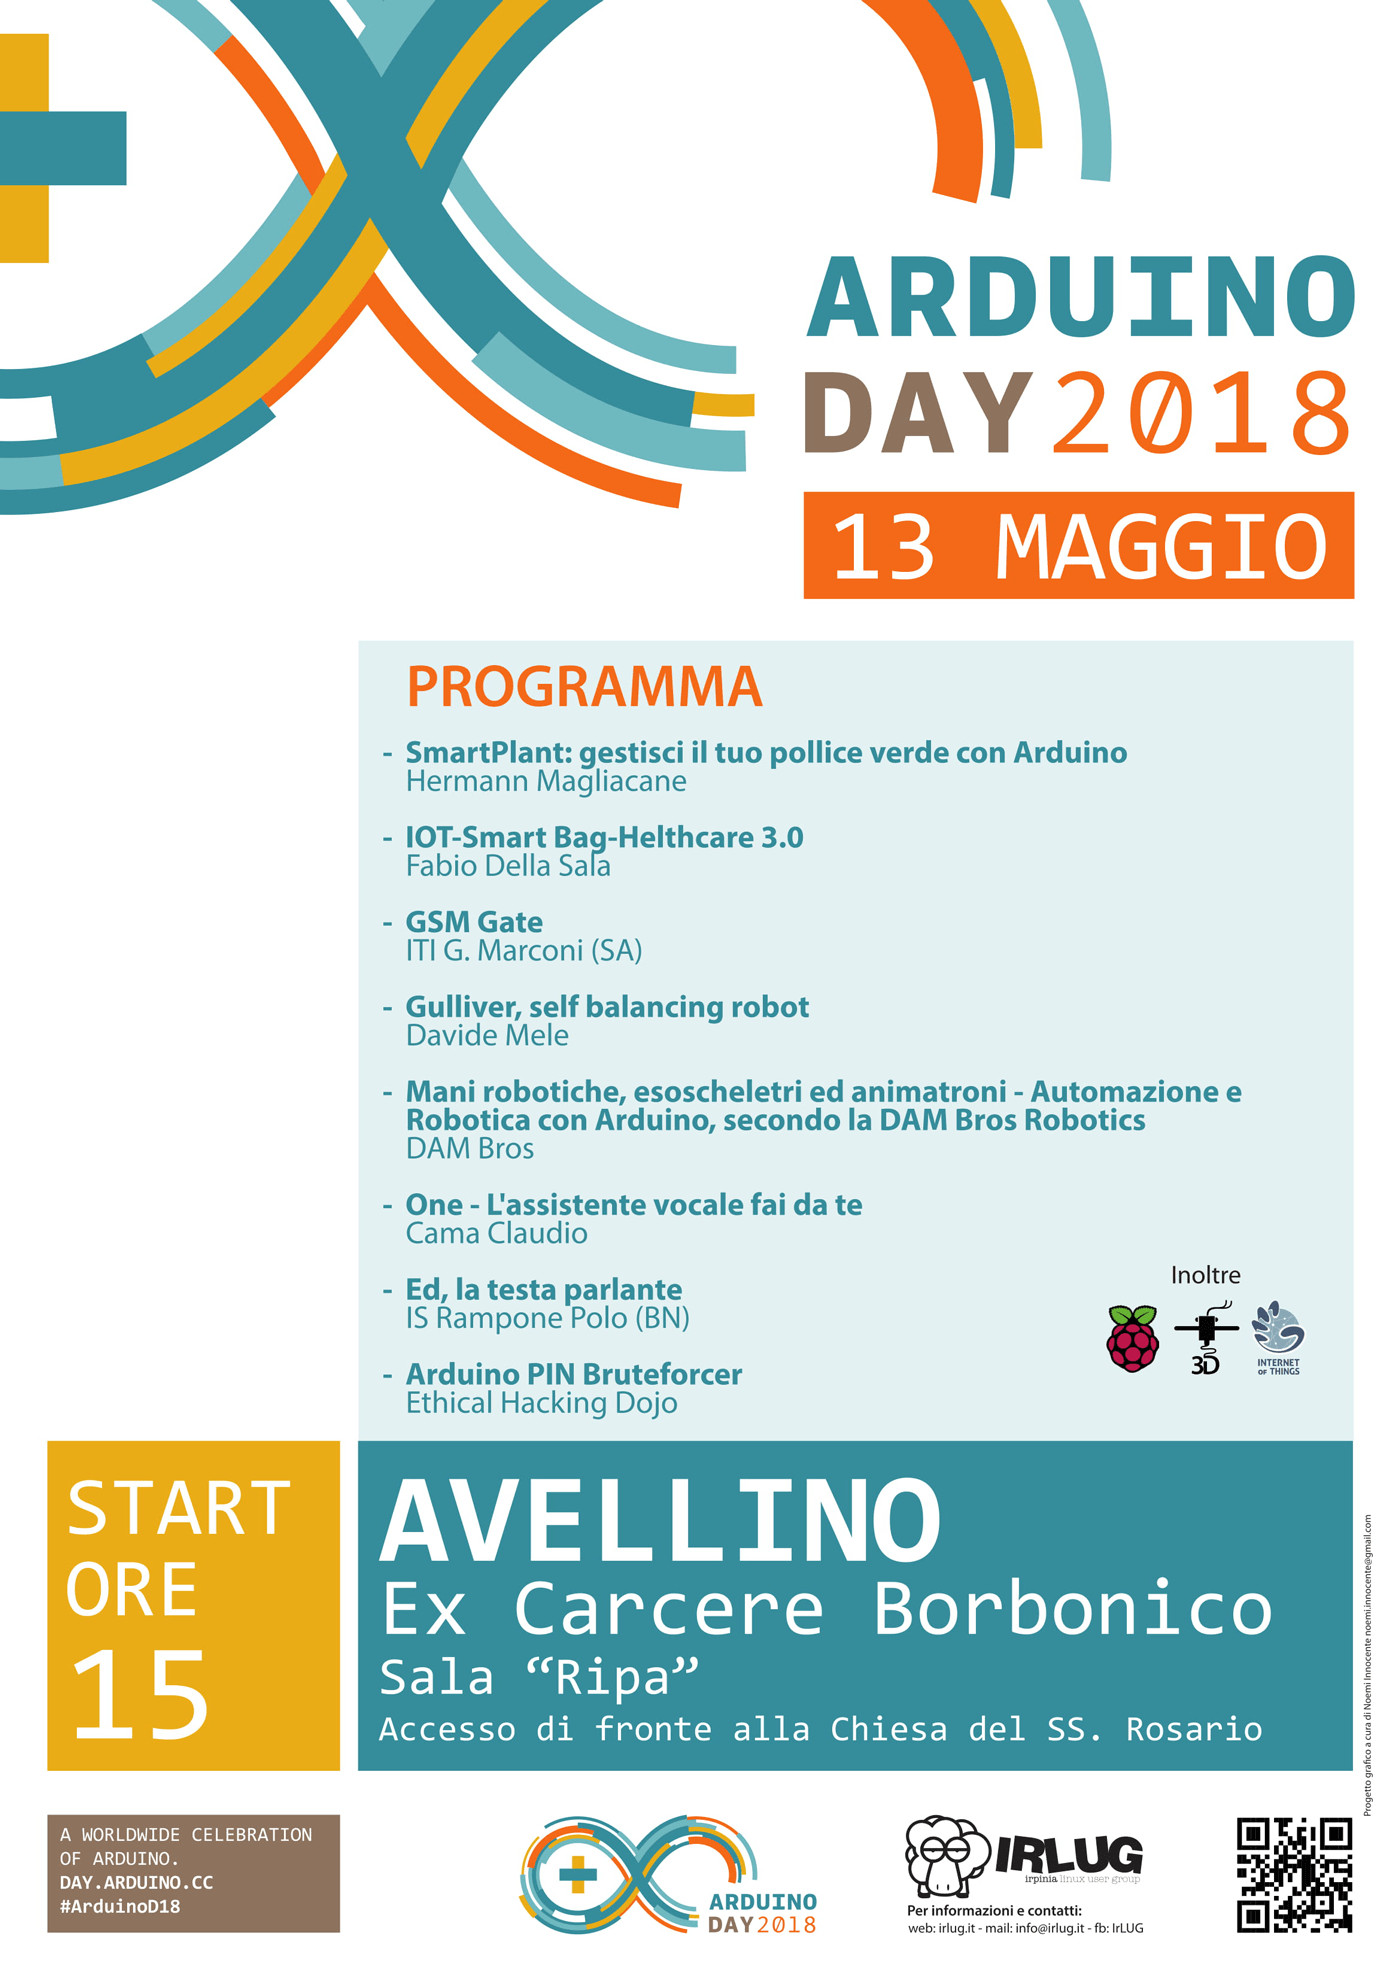 ARDUINO
DAY2018
13 MAGGIO
PROGRAMMA
- SmartPlant: gestisci il tuo pollice verde con Arduino
Hermann Magliacane
- IOT-Smart Bag-Helthcare 3.0
Fabio Della Sala
- GSM Gate
ITI G. Marconi (SA)
- Gulliver, self balancing robot
Davide Mele
- Mani robotiche, esoscheletri ed animatroni - Automazione e
Robotica con Arduino, secondo la DAM Bros Robotics
DAM Bros
- One - L'assistente vocale fai da te
Cama Claudio
- Ed, la testa parlante
IS Rampone Polo (BN)
- Arduino PIN Bruteforcer
Ethical Hacking Dojo
Inoltre
3D
INTERNET
OF THINGS
START
ORE
15
AVELLINO
Ex Carcere Borbonico
Sala “Ripa”
Accesso di fronte alla Chiesa del SS. Rosario
Progetto grafico a cura di Noemi Innocente noemi.innocente@gmail.com
A WORLDWIDE CELEBRATION
OF ARDUINO.
DAY.ARDUINO.CC
#ArduinoD18
ARDUINO
DAY2018
IRLUG
irpinia linux user group
Per informazioni e contatti:
web: irlug.it - mail: info@irlug.it - fb: IrLUG